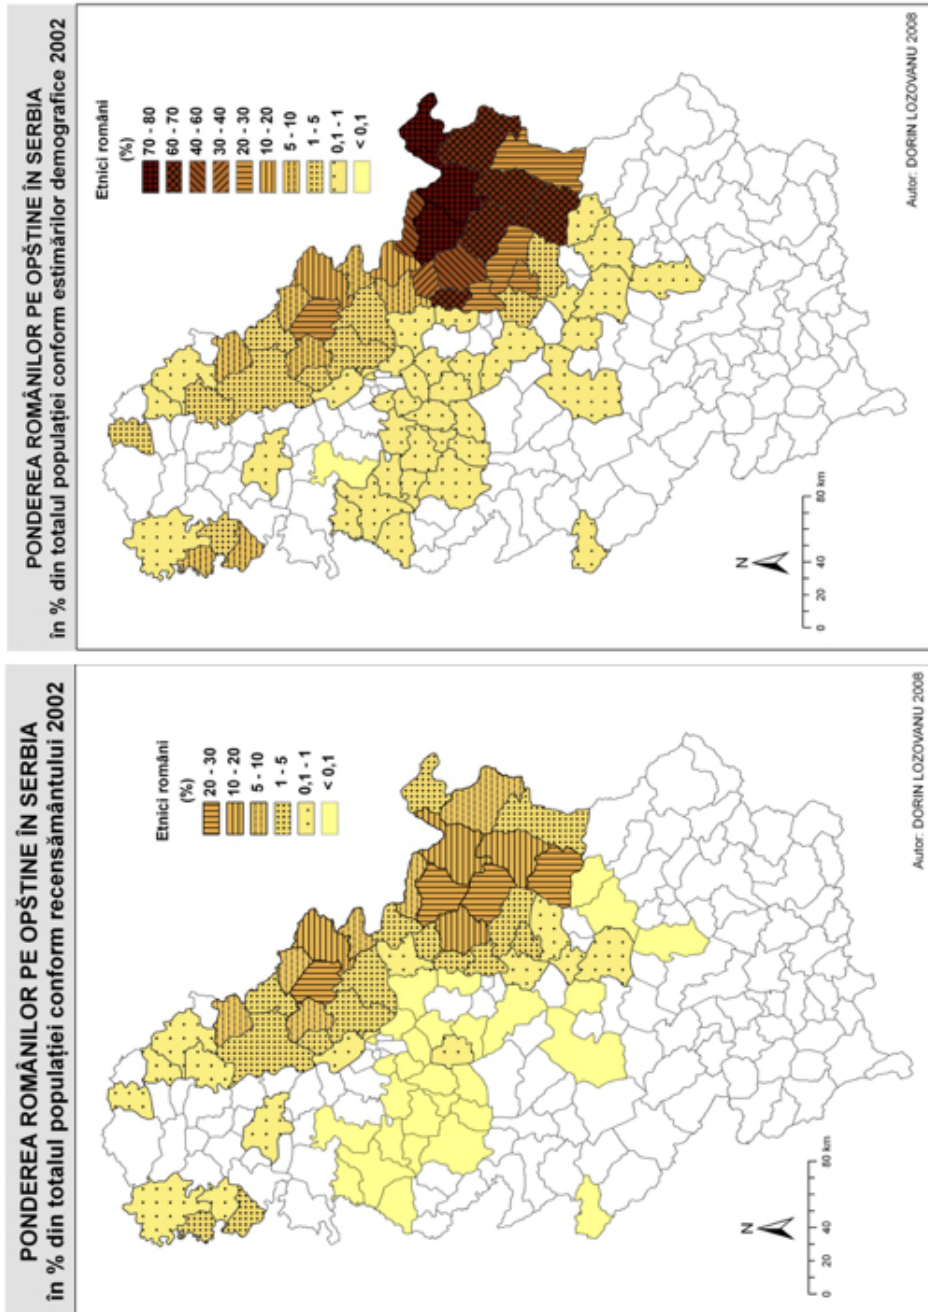 PONDEREA ROMÂNILOR PE OPŞTINE ÎN SERBIA
în % din totalul populaţiei conform recensământului 2002
Etnici români
(%)
20 - 30
10 - 20
5 - 10
1 - 5
0,1 - 1
< 0,1
N
0 20 40 80 km
Autor: DORIN LOZOVANU 2008
PONDEREA ROMÂNILOR PE OPŞTINE ÎN SERBIA
în % din totalul populaţiei conform estimărilor demografice 2002
Etnici români
(%)
70 - 80
60 - 70
40 - 60
30 - 40
20 - 30
10 - 20
5 - 10
1 - 5
0,1 - 1
< 0,1
N
0 20 40 80 km
Autor: DORIN LOZOVANU 2008